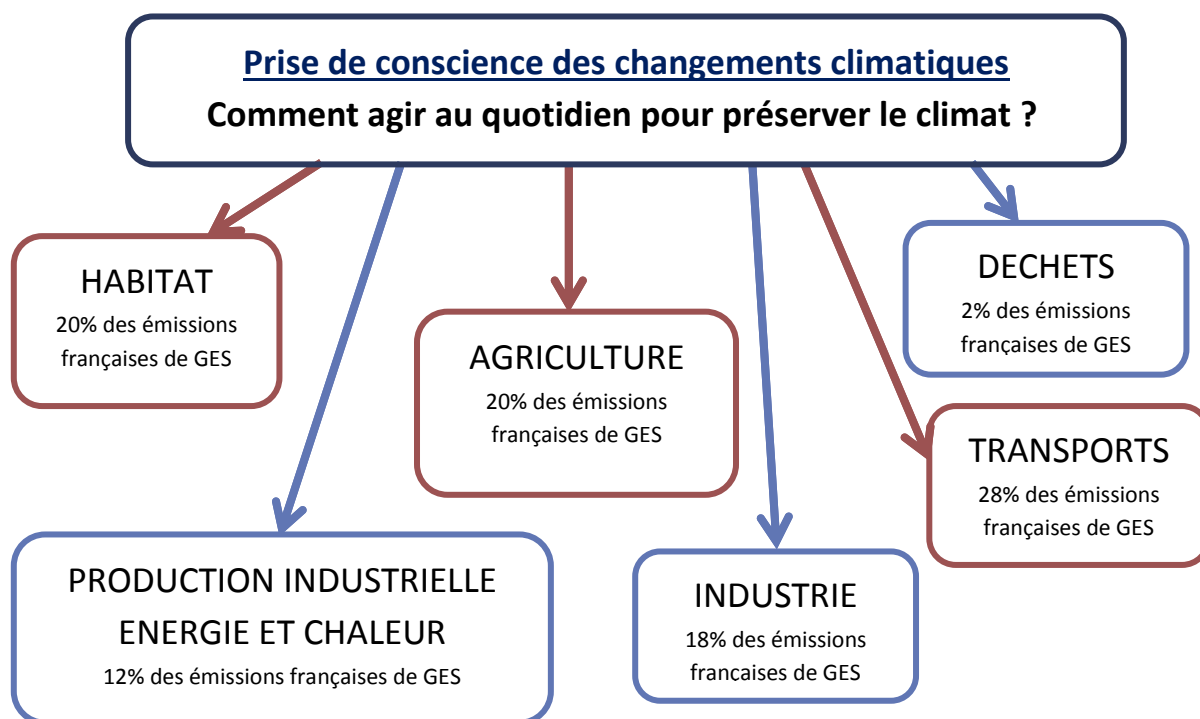 Prise de conscience des changements climatiques
Comment agir au quotidien pour préserver le climat ?
HABITAT
20% des émissions
françaises de GES
DECHETS
2% des émissions
françaises de GES
AGRICULTURE
20% des émissions
françaises de GES
TRANSPORTS
28% des émissions
françaises de GES
PRODUCTION INDUSTRIELLE
ENERGIE ET CHALEUR
12% des émissions françaises de GES
INDUSTRIE
18% des émissions
francaises de GES